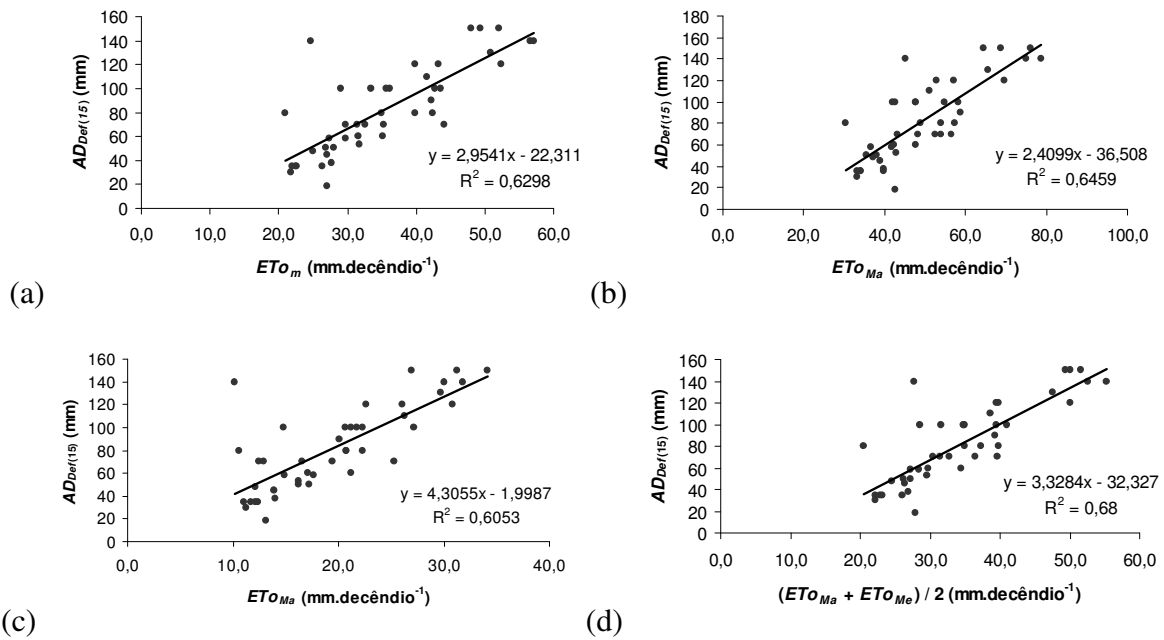 160
140
120
100
80
60
40
20
0
AD_Def(15) (mm)
y = 2,9541x - 22,311
R² = 0,6298
0,0 10,0 20,0 30,0 40,0 50,0 60,0
ETo_m (mm.decêndio⁻¹)
(a)
180
160
140
120
100
80
60
40
20
0
AD_Def(15) (mm)
y = 2,4099x - 36,508
R² = 0,6459
0,0 20,0 40,0 60,0 80,0 100,0
ETo_Ma (mm.decêndio⁻¹)
(b)
160
140
120
100
80
60
40
20
0
AD_Def(15) (mm)
y = 4,3055x - 1,9987
R² = 0,6053
0,0 10,0 20,0 30,0 40,0
ETo_Ma (mm.decêndio⁻¹)
(c)
160
140
120
100
80
60
40
20
0
AD_Def(15) (mm)
y = 3,3284x - 32,327
R² = 0,68
0,0 10,0 20,0 30,0 40,0 50,0 60,0
(ETo_Ma + ETo_Me) / 2 (mm.decêndio⁻¹)
(d)